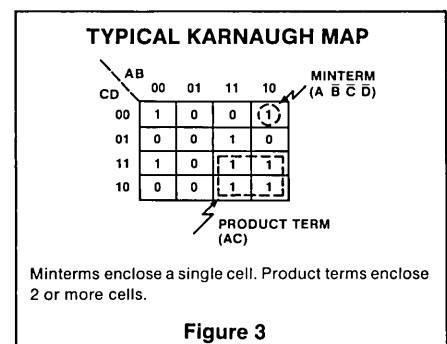 TYPICAL KARNAUGH MAP
AB
CD 00 01 11 10
MINTERM
(A B̅ C̅ D̅)
00 1 0 0 1
01 0 0 1 0
11 1 0 1 1
10 0 0 1 1
PRODUCT TERM
(AC)
Minterms enclose a single cell. Product terms enclose
2 or more cells.
Figure 3